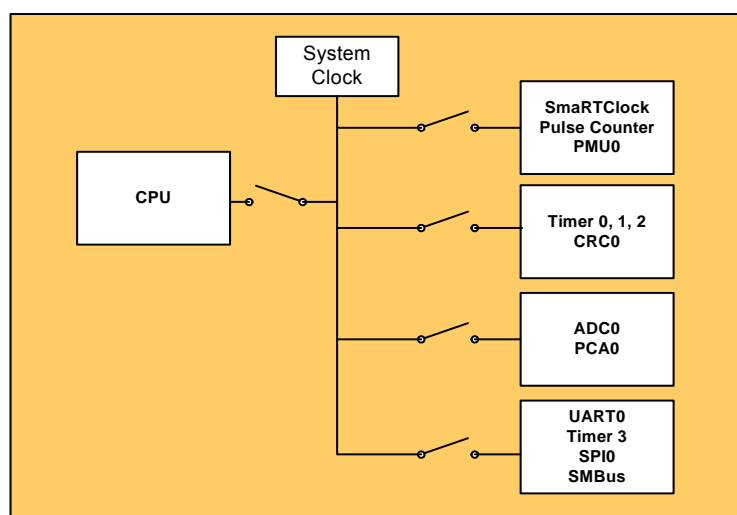 System
Clock
SmaRTClock
Pulse Counter
PMU0
CPU
Timer 0, 1, 2
CRC0
ADC0
PCA0
UART0
Timer 3
SPI0
SMBus